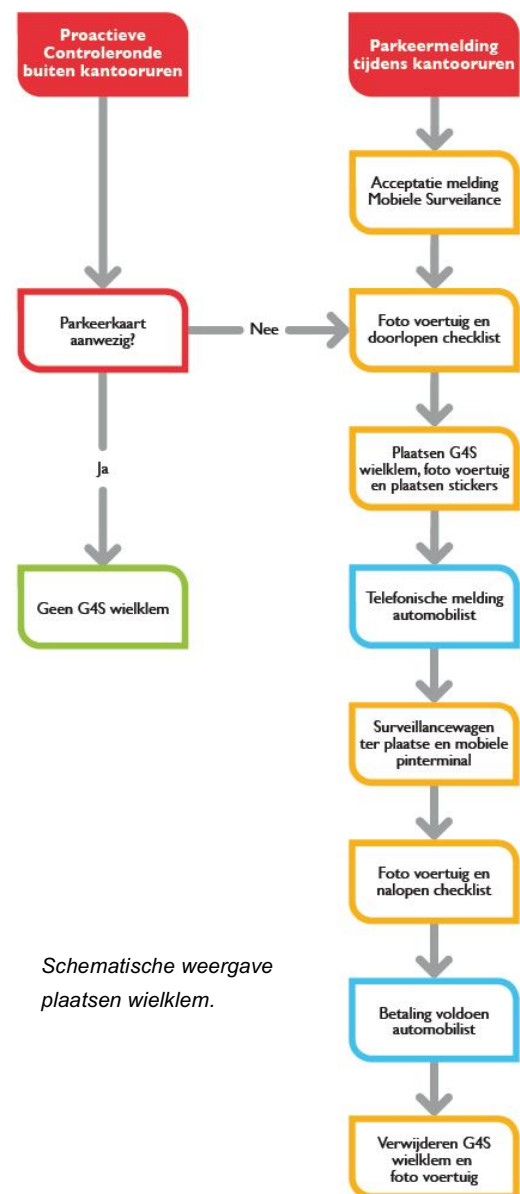 Proactieve
Controleronde
buiten kantooruren
Parkeerkaart
aanwezig?
Nee
Ja
Geen G4S wielklem
Parkeermelding
tijdens kantooruren
Acceptatie melding
Mobiele Surveilance
Foto voertuig en
doorlopen checklist
Plaatsen G4S
wielklem, foto voertuig
en plaatsen stickers
Telefonische melding
automobilist
Surveillancewagen
ter plaatse en mobiele
pinterminal
Foto voertuig en
nalopen checklist
Betaling voldoen
automobilist
Verwijderen G4S
wielklem en
foto voertuig
Schematische weergave
plaatsen wielklem.